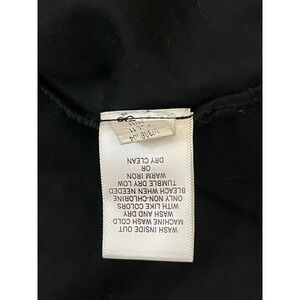 WASH INSIDE OUT
MACHINE WASH COLD
WASH AND DRY
WITH LIKE COLORS
ONLY NON-CHLORINE
BLEACH WHEN NEEDED
TUMBLE DRY LOW
WARM IRON
OR
DRY CLEAN